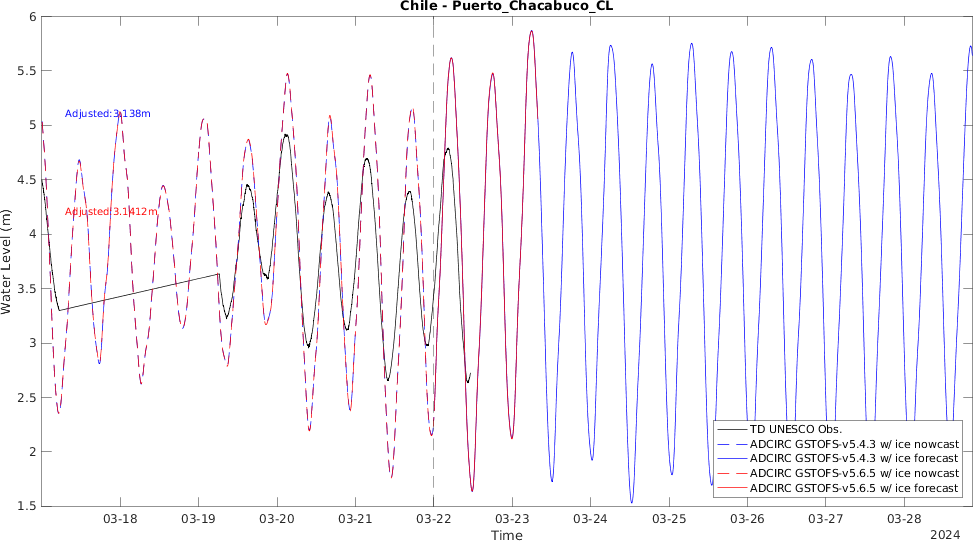 Chile - Puerto_Chacabuco_CL
6
5.5
5
4.5
4
3.5
3
2.5
2
1.5
Water Level (m)
Adjusted:3.138m
Adjusted:3.1412m
TD UNESCO Obs.
ADCIRC GSTOFS-v5.4.3 w/ ice nowcast
ADCIRC GSTOFS-v5.4.3 w/ ice forecast
ADCIRC GSTOFS-v5.6.5 w/ ice nowcast
ADCIRC GSTOFS-v5.6.5 w/ ice forecast
03-18 03-19 03-20 03-21 03-22 03-23 03-24 03-25 03-26 03-27 03-28
Time
2024